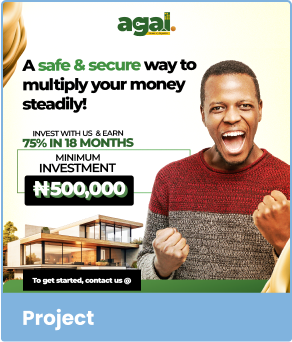 agal.
A safe & secure way to
multiply your money
steadily!
INVEST WITH US & EARN
75% IN 18 MONTHS
MINIMUM
INVESTMENT
₦500,000
To get started, contact us @
Project